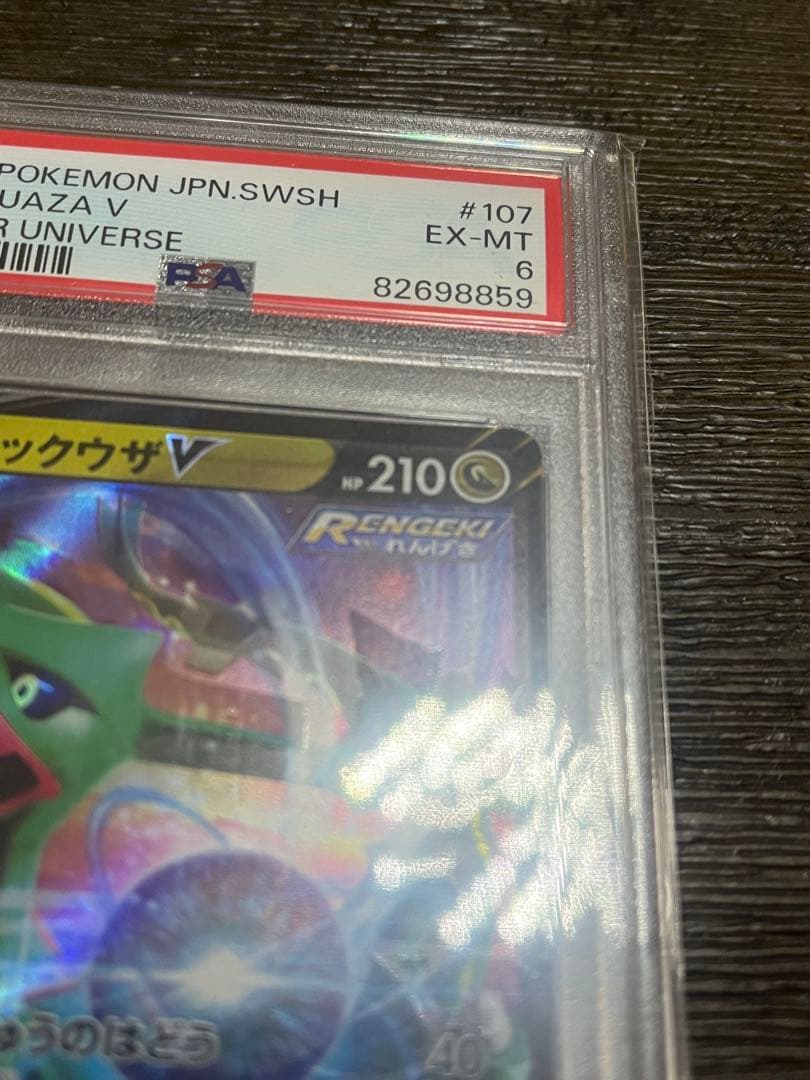 POKEMON JPN.SWSH
UAZA V #107
R UNIVERSE EX-MT
6
PSA 82698859
ックウザV HP 210
RENGEKI
れんげき
ゅうのはどう 40